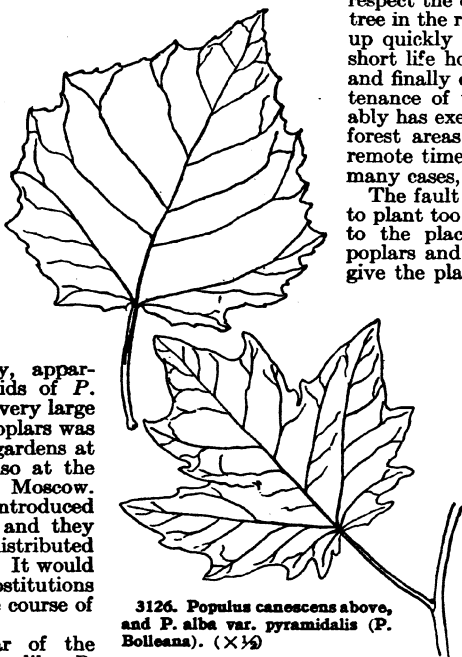 respect the
tree in the r
up quickly
short life ho
and finally
tenance of
ably has exe
forest areas
remote time
many cases,
The fault
to plant too
to the plac
poplars and
give the pla
y, appar-
ids of P.
very large
oplars was
gardens at
so at the
Moscow.
ntroduced
and they
istributed
It would
ostitutions
course of
ar of the
3126. Populus canescens above,
and P. alba var. pyramidalis (P.
Bolleana). (×⅓)